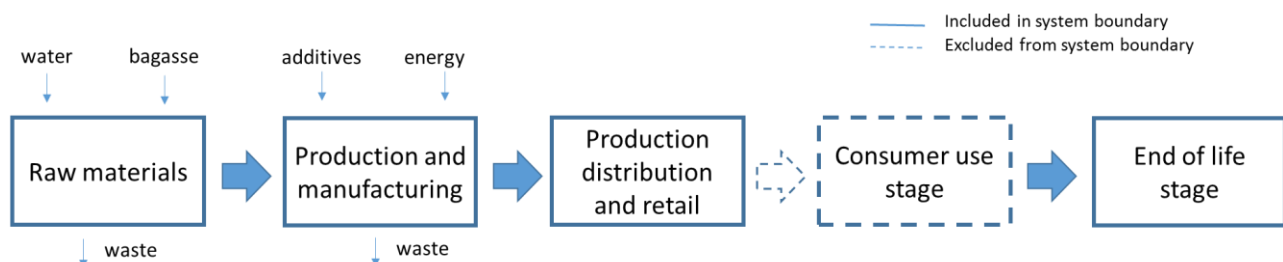 Included in system boundary
Excluded from system boundary
water
bagasse
additives
energy
Raw materials
Production and
manufacturing
Production
distribution
and retail
Consumer use
stage
End of life
stage
waste
waste